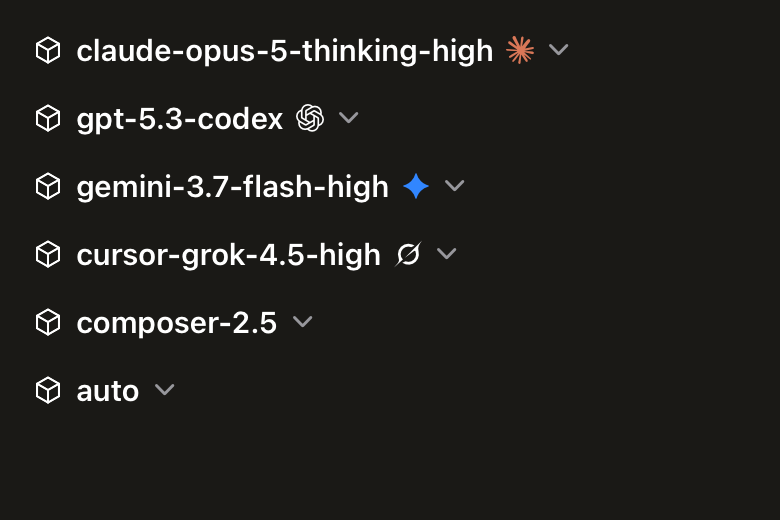 claude-opus-5-thinking-high
gpt-5.3-codex
gemini-3.7-flash-high
cursor-grok-4.5-high
composer-2.5
auto